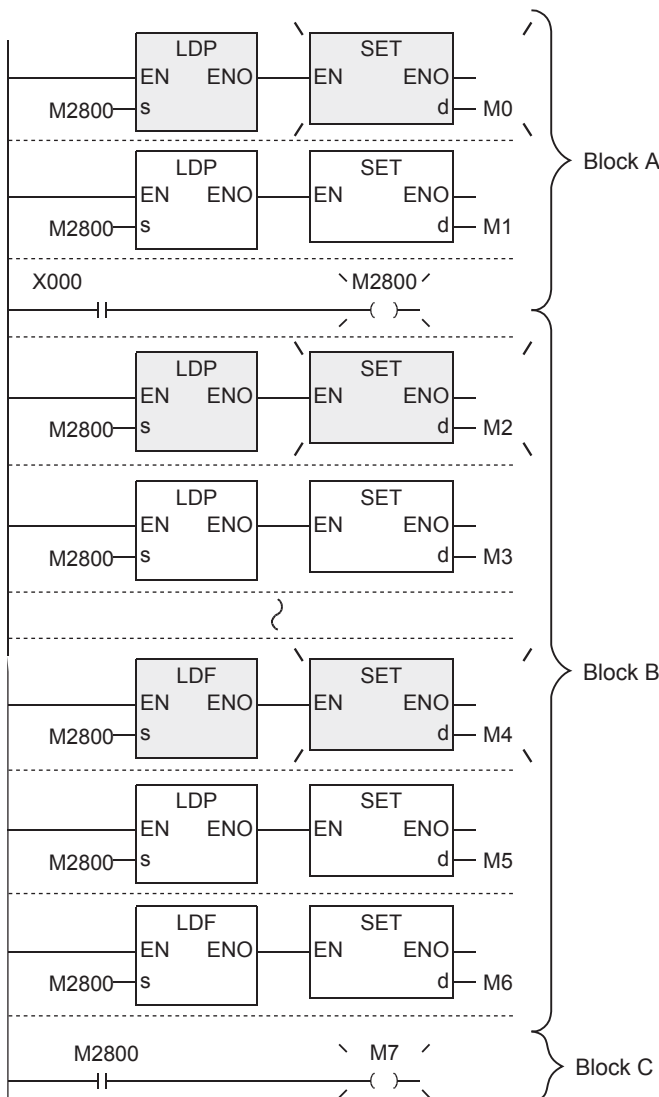 LDP SET
EN ENO EN ENO
M2800 s d M0
Block A
LDP SET
EN ENO EN ENO
M2800 s d M1
X000 M2800
LDP SET
EN ENO EN ENO
M2800 s d M2
LDP SET
EN ENO EN ENO
M2800 s d M3
Block B
LDF SET
EN ENO EN ENO
M2800 s d M4
LDP SET
EN ENO EN ENO
M2800 s d M5
LDF SET
EN ENO EN ENO
M2800 s d M6
M2800 M7
Block C